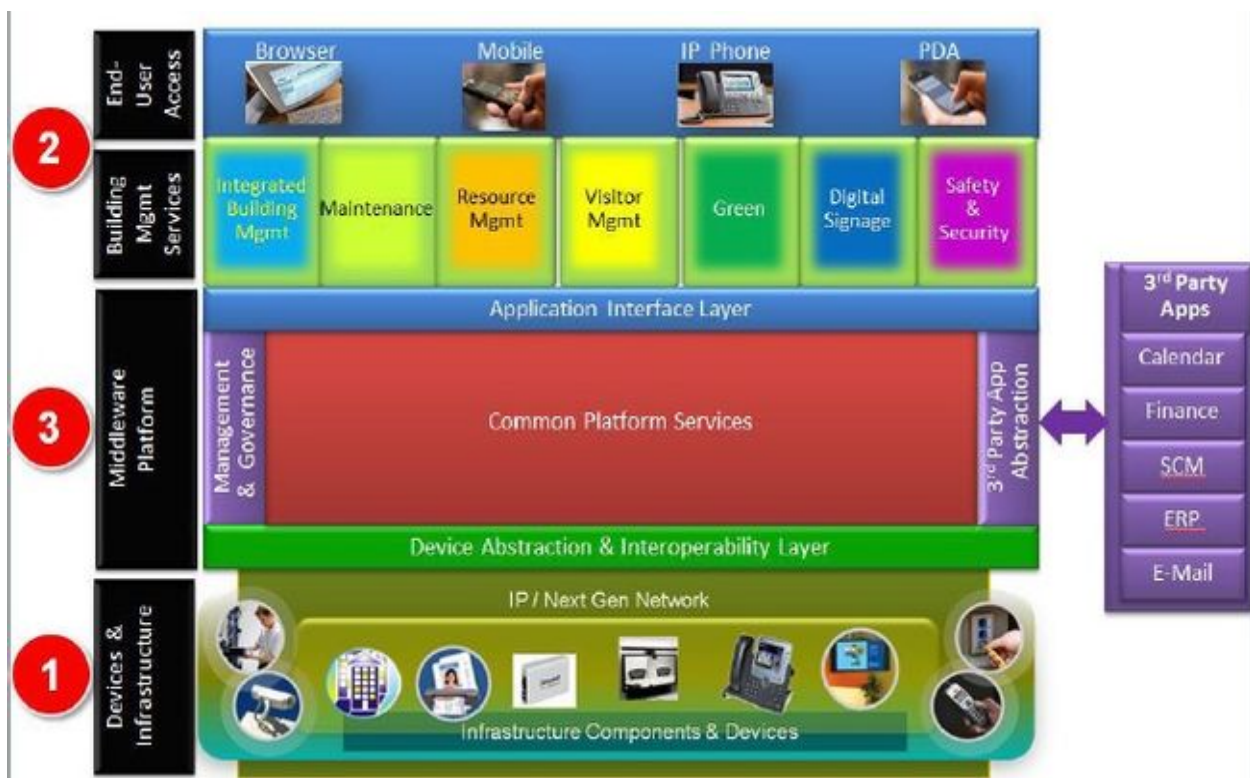 End-
User
Access
Browser
Mobile
IP Phone
PDA
2
Building
Mgmt
Services
Integrated
Building
Mgmt
Maintenance
Resource
Mgmt
Visitor
Mgmt
Green
Digital
Signage
Safety
&
Security
3
Middleware
Platform
Application Interface Layer
Management
& Governance
Common Platform Services
3rd Party App
Abstraction
Device Abstraction & Interoperability Layer
3rd Party
Apps
Calendar
Finance
SCM
ERP
E-Mail
1
Devices &
Infrastructure
IP / Next Gen Network
Infrastructure Components & Devices